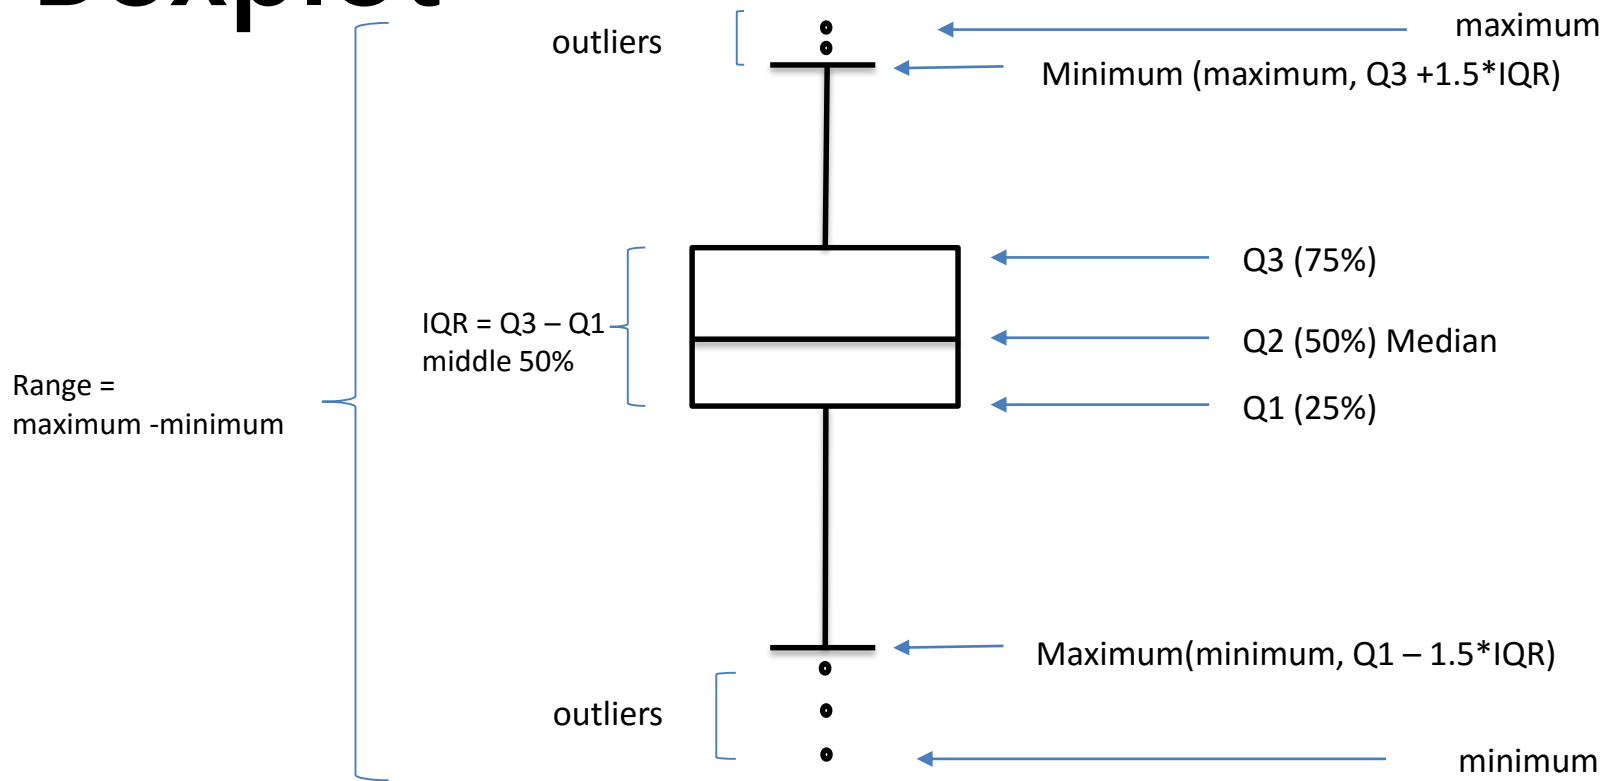 Boxplot
outliers
maximum
Minimum (maximum, Q3 +1.5*IQR)
Q3 (75%)
IQR = Q3 – Q1
middle 50%
Q2 (50%) Median
Range =
maximum -minimum
Q1 (25%)
Maximum(minimum, Q1 – 1.5*IQR)
outliers
minimum